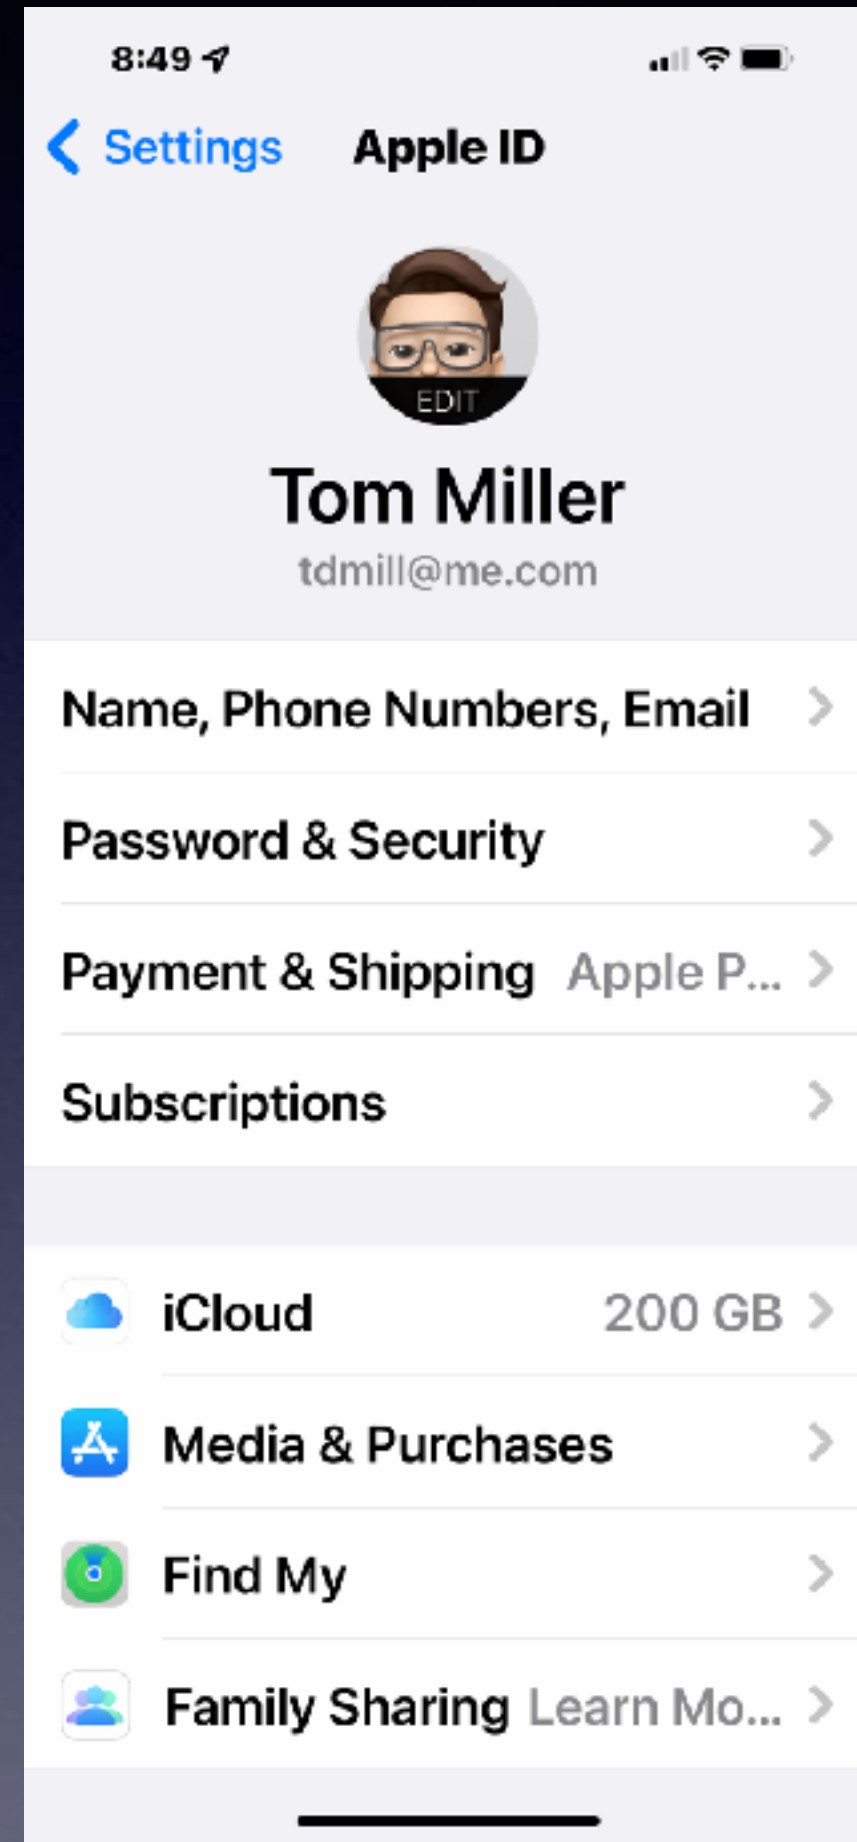 8:49
Settings Apple ID
EDIT
Tom Miller
tdmill@me.com
Name, Phone Numbers, Email
Password & Security
Payment & Shipping Apple P...
Subscriptions
iCloud 200 GB
Media & Purchases
Find My
Family Sharing Learn Mo...